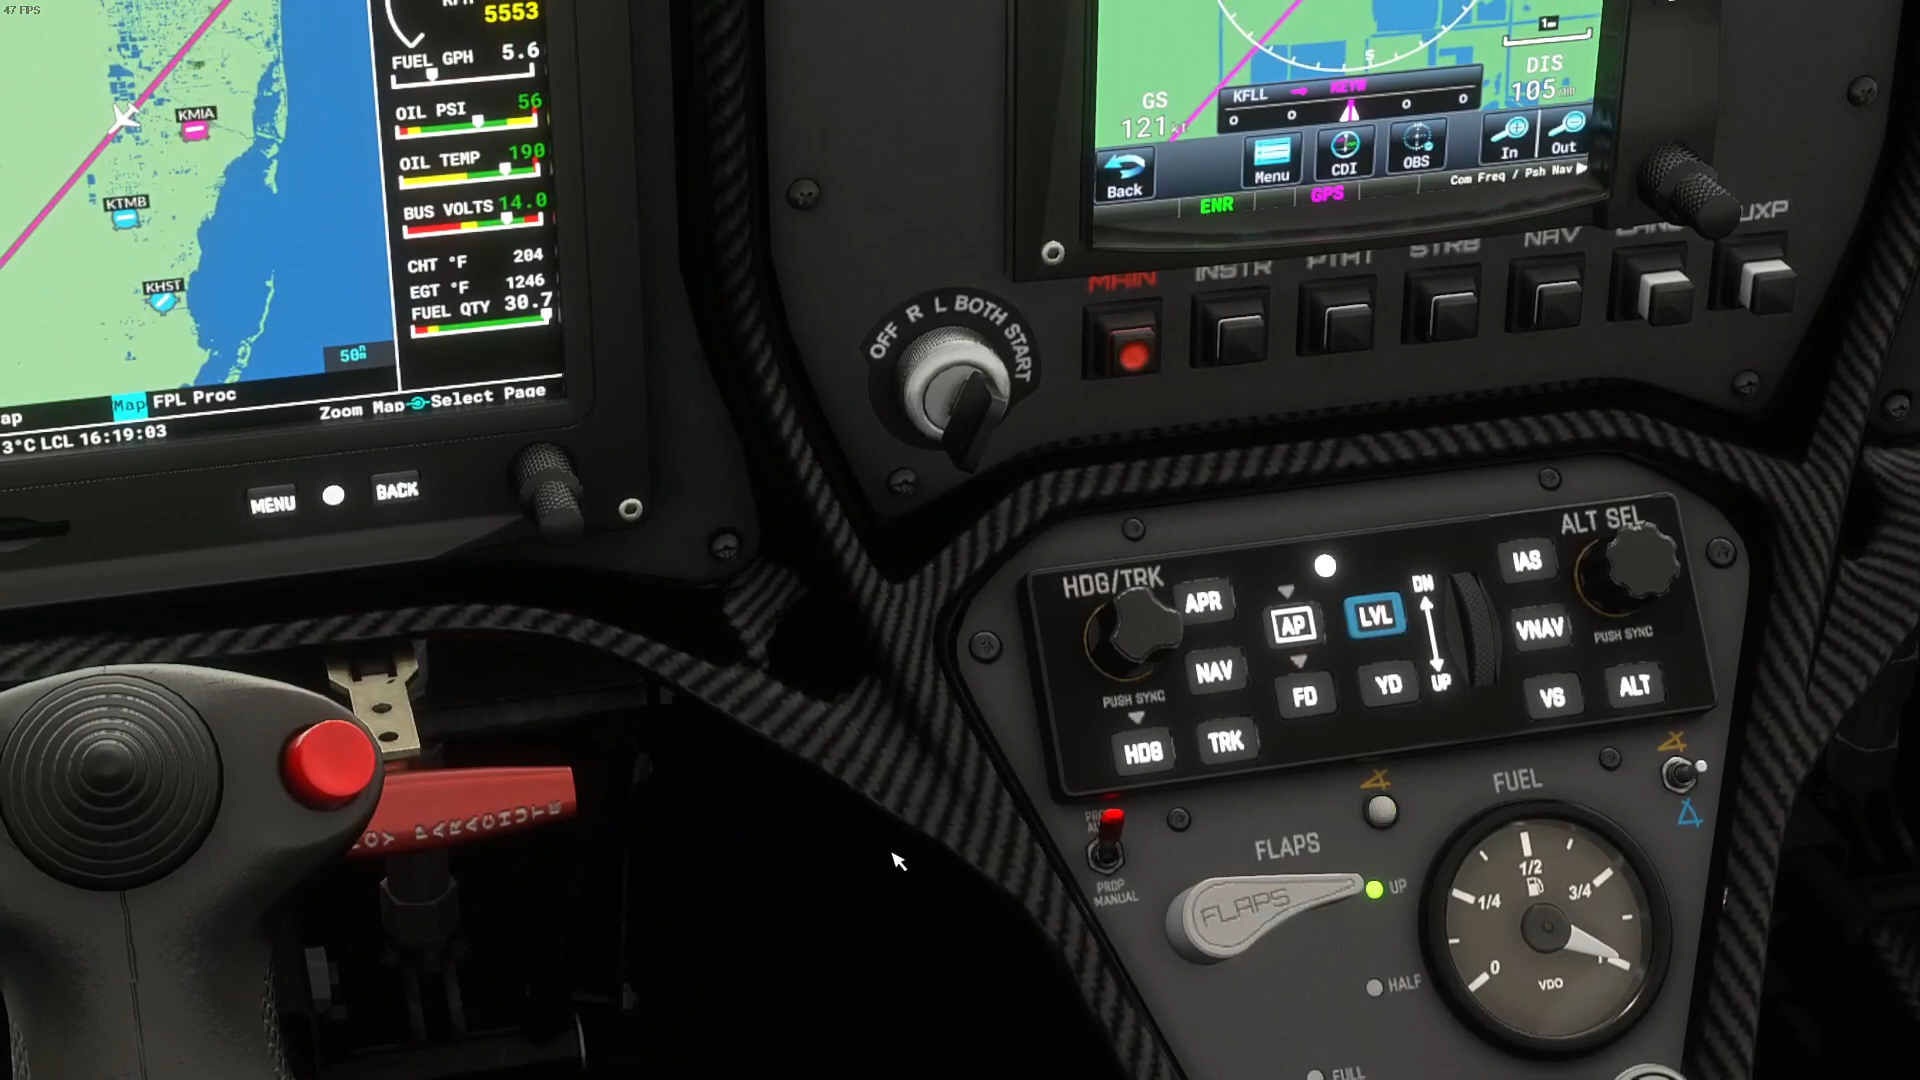 47 FPS
RPM
5553
FUEL GPH 5.6
OIL PSI 56
OIL TEMP 190
BUS VOLTS 14.0
CHT °F 204
EGT °F 1246
FUEL QTY 30.7
KMIA
KTMB
KHST
50
Map FPL Proc
Zoom Map Select Page
3°C LCL 16:19:03
MENU
BACK
S
DIS
105
GS
121
KFLL KEYW
Back
Menu
CDI
OBS
In
Out
Com Freq / Psh Nav
ENR
GPS
MAIN
INSTR
STRB
NAV
OFF R L BOTH START
HDG/TRK
PUSH SYNC
APR
NAV
HDG
TRK
AP
FD
LVL
YD
DN
UP
IAS
VNAV
VS
ALT
ALT SEL
PUSH SYNC
PROP
MANUAL
FLAPS
FLAPS
UP
HALF
FULL
FUEL
0
1/4
1/2
3/4
1
VDO
PARACHUTE